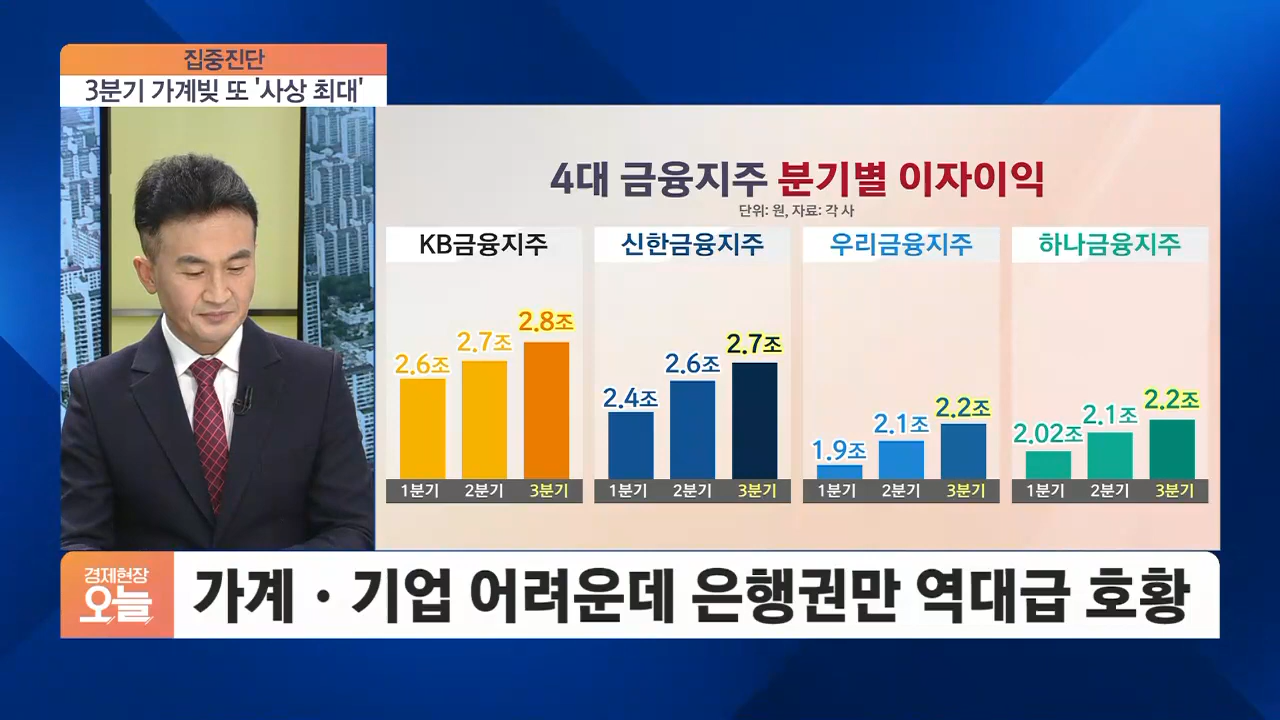 집중진단
3분기 가계빚 또 '사상 최대'
4대 금융지주 분기별 이자이익
단위: 원, 자료: 각 사
KB금융지주
2.6조 2.7조 2.8조
1분기 2분기 3분기
신한금융지주
2.4조 2.6조 2.7조
1분기 2분기 3분기
우리금융지주
1.9조 2.1조 2.2조
1분기 2분기 3분기
하나금융지주
2.02조 2.1조 2.2조
1분기 2분기 3분기
경제현장
오늘
가계·기업 어려운데 은행권만 역대급 호황